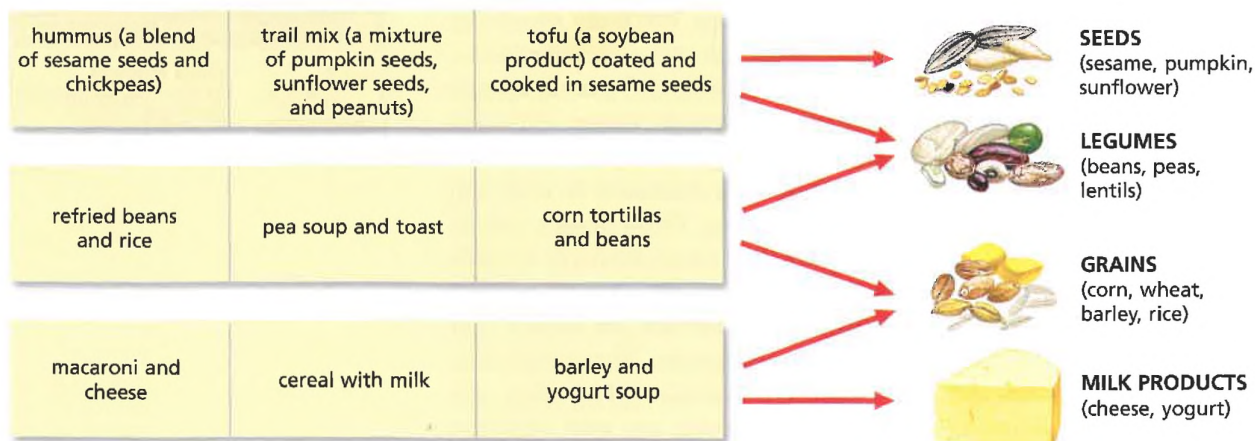 hummus (a blend
of sesame seeds and
chickpeas)
trail mix (a mixture
of pumpkin seeds,
sunflower seeds,
and peanuts)
tofu (a soybean
product) coated and
cooked in sesame seeds
SEEDS
(sesame, pumpkin,
sunflower)
LEGUMES
(beans, peas,
lentils)
refried beans
and rice
pea soup and toast
corn tortillas
and beans
GRAINS
(corn, wheat,
barley, rice)
macaroni and
cheese
cereal with milk
barley and
yogurt soup
MILK PRODUCTS
(cheese, yogurt)